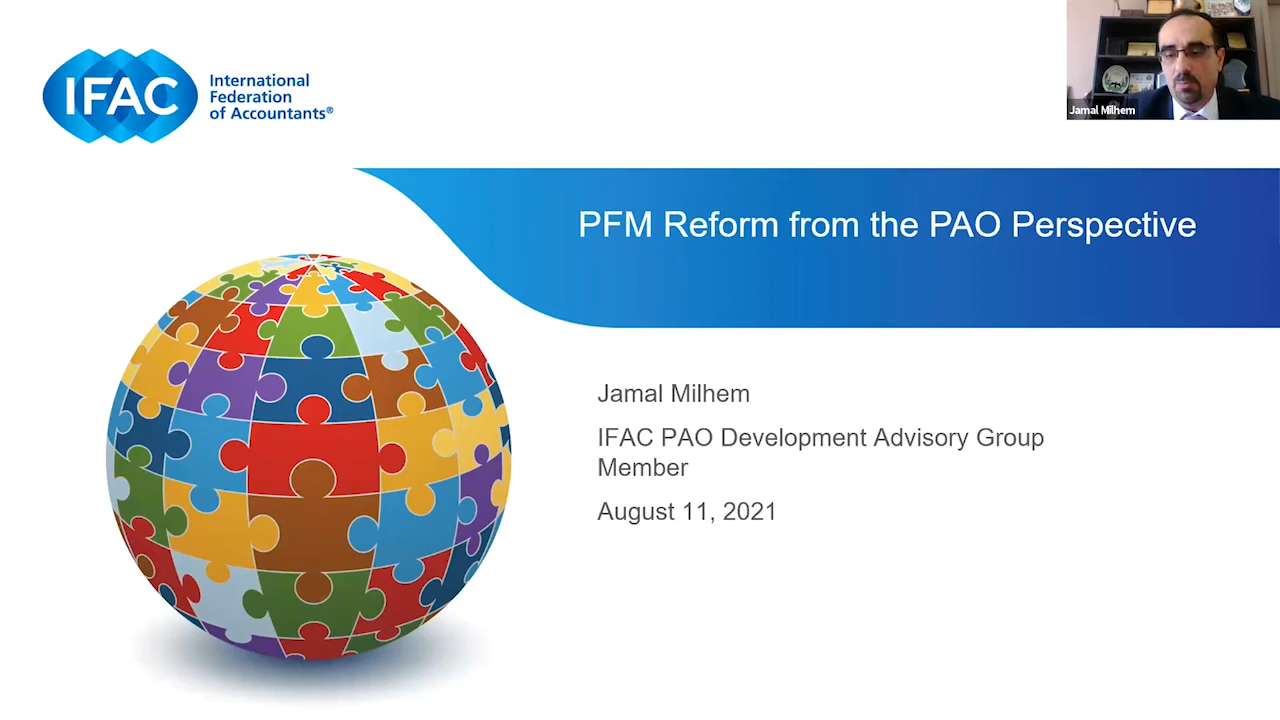 IFAC
International
Federation
of Accountants®
Jamal Milhem
PFM Reform from the PAO Perspective
Jamal Milhem
IFAC PAO Development Advisory Group
Member
August 11, 2021